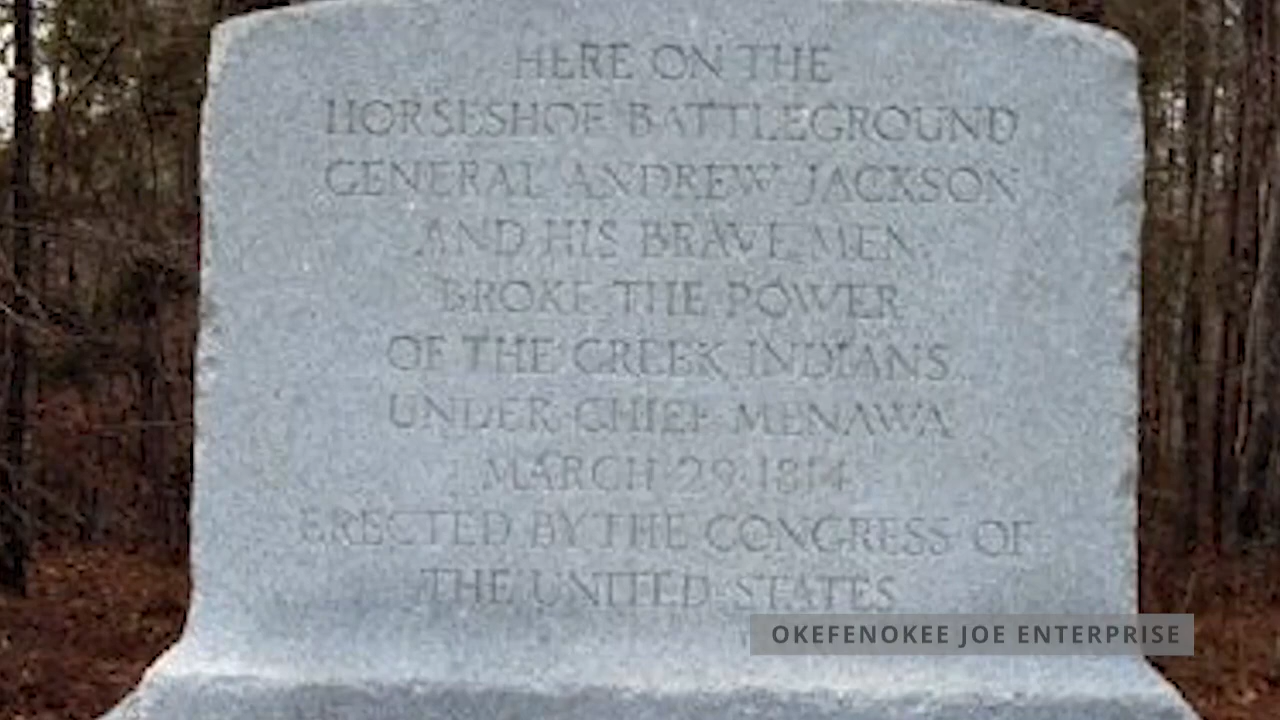 HERE ON THE
HORSESHOE BATTLEGROUND
GENERAL ANDREW JACKSON
AND HIS BRAVE MEN
BROKE THE POWER
OF THE CREEK INDIANS
UNDER CHIEF MENAWA
MARCH 29 1814
ERECTED BY THE CONGRESS OF
THE UNITED STATES
OKEFENOKEE JOE ENTERPRISE